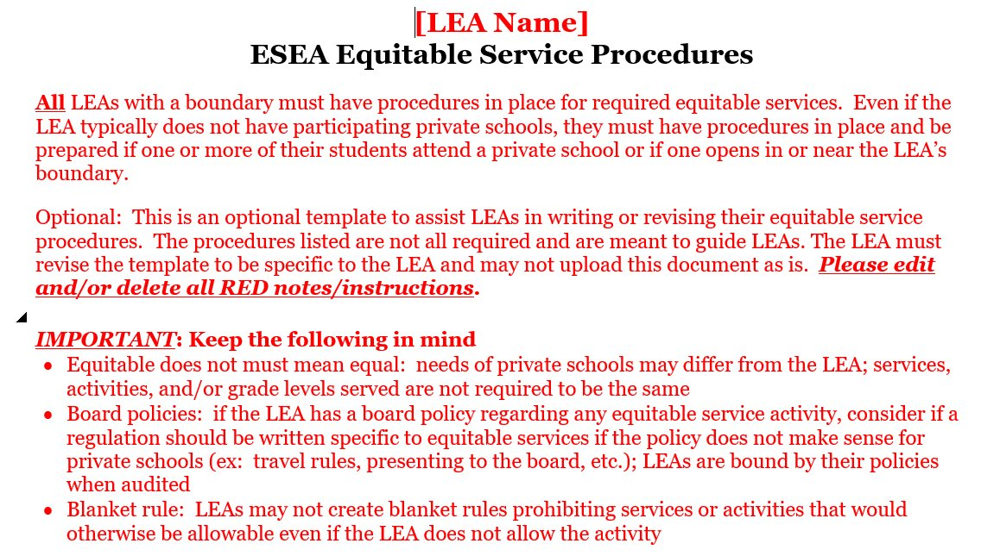 [LEA Name]
ESEA Equitable Service Procedures
All LEAs with a boundary must have procedures in place for required equitable services.  Even if the
LEA typically does not have participating private schools, they must have procedures in place and be
prepared if one or more of their students attend a private school or if one opens in or near the LEA’s
boundary.
Optional:  This is an optional template to assist LEAs in writing or revising their equitable service
procedures.  The procedures listed are not all required and are meant to guide LEAs. The LEA must
revise the template to be specific to the LEA and may not upload this document as is.  Please edit
and/or delete all RED notes/instructions.
IMPORTANT: Keep the following in mind
• Equitable does not must mean equal:  needs of private schools may differ from the LEA; services,
activities, and/or grade levels served are not required to be the same
• Board policies:  if the LEA has a board policy regarding any equitable service activity, consider if a
regulation should be written specific to equitable services if the policy does not make sense for
private schools (ex:  travel rules, presenting to the board, etc.); LEAs are bound by their policies
when audited
• Blanket rule:  LEAs may not create blanket rules prohibiting services or activities that would
otherwise be allowable even if the LEA does not allow the activity